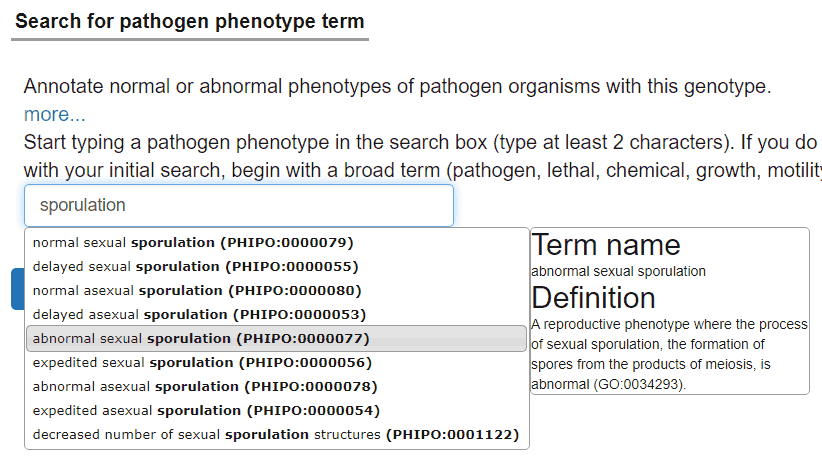 Search for pathogen phenotype term
Annotate normal or abnormal phenotypes of pathogen organisms with this genotype.
more...
Start typing a pathogen phenotype in the search box (type at least 2 characters). If you do
with your initial search, begin with a broad term (pathogen, lethal, chemical, growth, motility
sporulation
normal sexual sporulation (PHIPO:0000079)
delayed sexual sporulation (PHIPO:0000055)
normal asexual sporulation (PHIPO:0000080)
delayed asexual sporulation (PHIPO:0000053)
abnormal sexual sporulation (PHIPO:0000077)
expedited sexual sporulation (PHIPO:0000056)
abnormal asexual sporulation (PHIPO:0000078)
expedited asexual sporulation (PHIPO:0000054)
decreased number of sexual sporulation structures (PHIPO:0001122)
Term name
abnormal sexual sporulation
Definition
A reproductive phenotype where the process
of sexual sporulation, the formation of
spores from the products of meiosis, is
abnormal (GO:0034293).